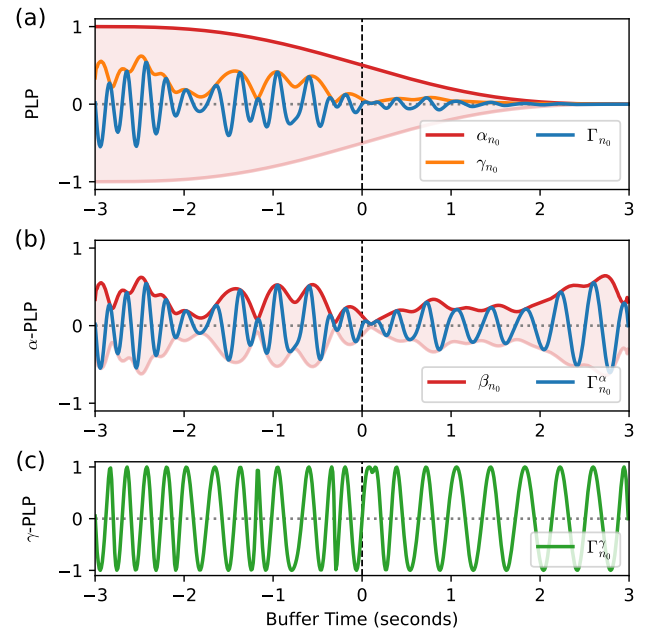 (a)
PLP
1
0
−1
α_{n_0}
γ_{n_0}
Γ_{n_0}
−3 −2 −1 0 1 2 3
(b)
α-PLP
1
0
−1
β_{n_0}
Γ^α_{n_0}
−3 −2 −1 0 1 2 3
(c)
γ-PLP
1
0
−1
Γ^γ_{n_0}
−3 −2 −1 0 1 2 3
Buffer Time (seconds)